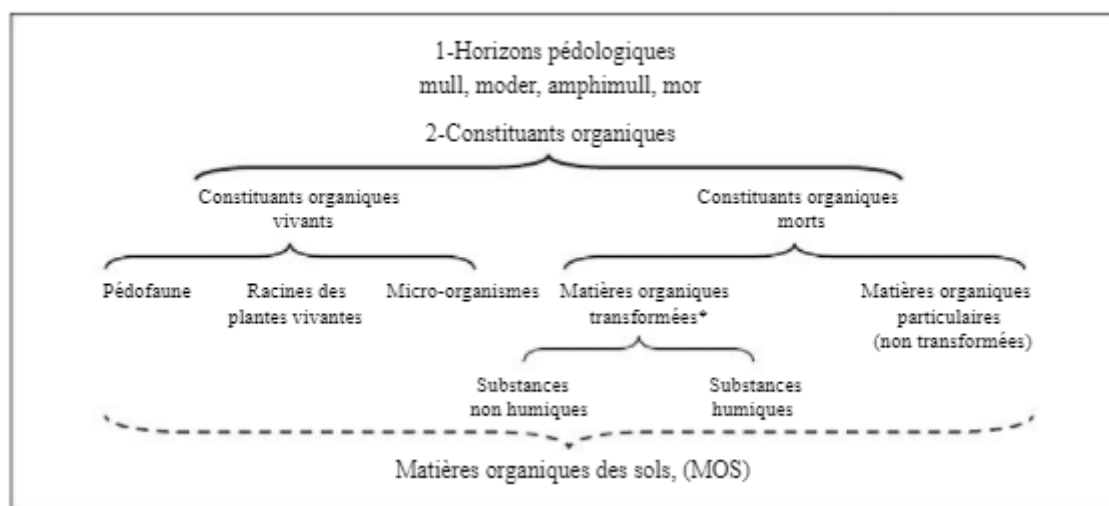 1-Horizons pédologiques
mull, moder, amphimull, mor
2-Constituants organiques
Constituants organiques
vivants
Constituants organiques
morts
Pédofaune
Racines des
plantes vivantes
Micro-organismes
Matières organiques
transformées*
Matières organiques
particulaires
(non transformées)
Substances
non humiques
Substances
humiques
Matières organiques des sols, (MOS)